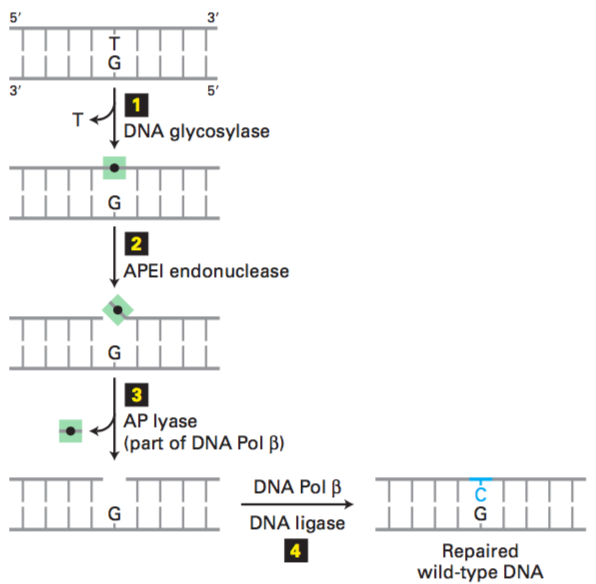 5′ 3′
T
G
3′ 5′
1
T
DNA glycosylase
G
2
APEI endonuclease
G
3
AP lyase
(part of DNA Pol β)
G
DNA Pol β
DNA ligase
4
C
G
Repaired
wild-type DNA